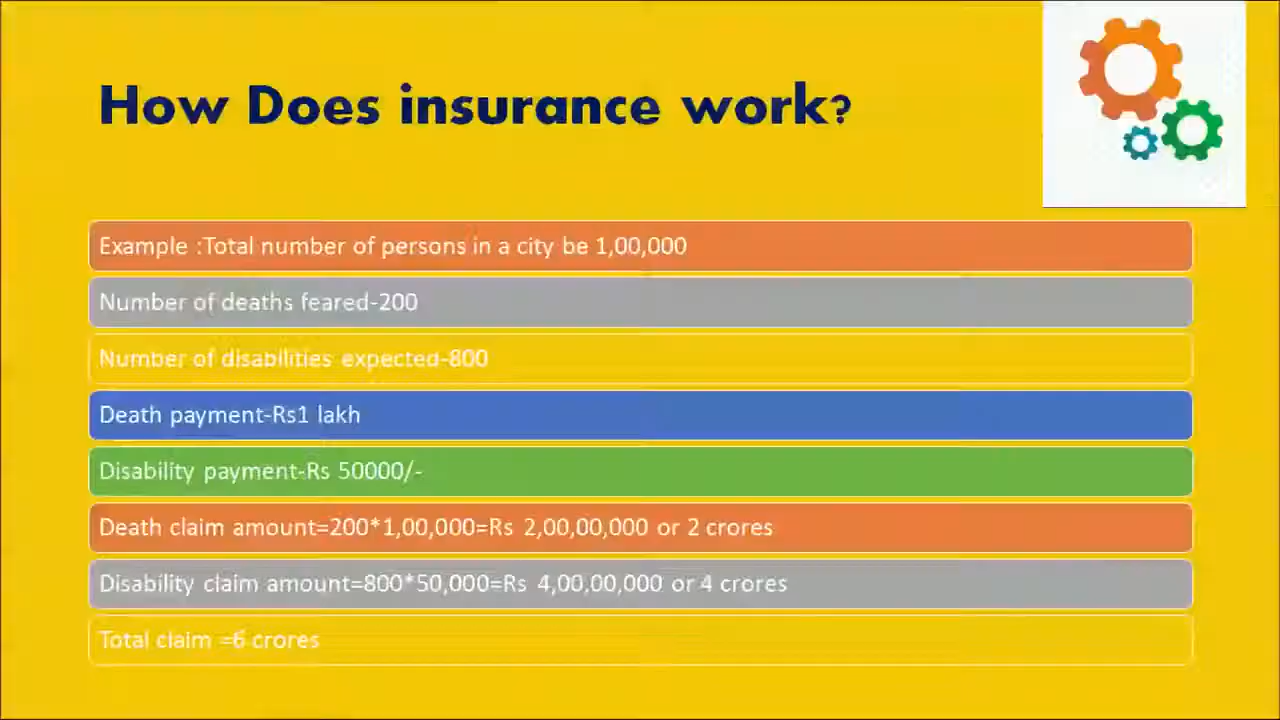 How Does insurance work?
Example :Total number of persons in a city be 1,00,000
Number of deaths feared-200
Number of disabilities expected-800
Death payment-Rs1 lakh
Disability payment-Rs 50000/-
Death claim amount=200*1,00,000=Rs 2,00,00,000 or 2 crores
Disability claim amount=800*50,000=Rs 4,00,00,000 or 4 crores
Total claim =6 crores